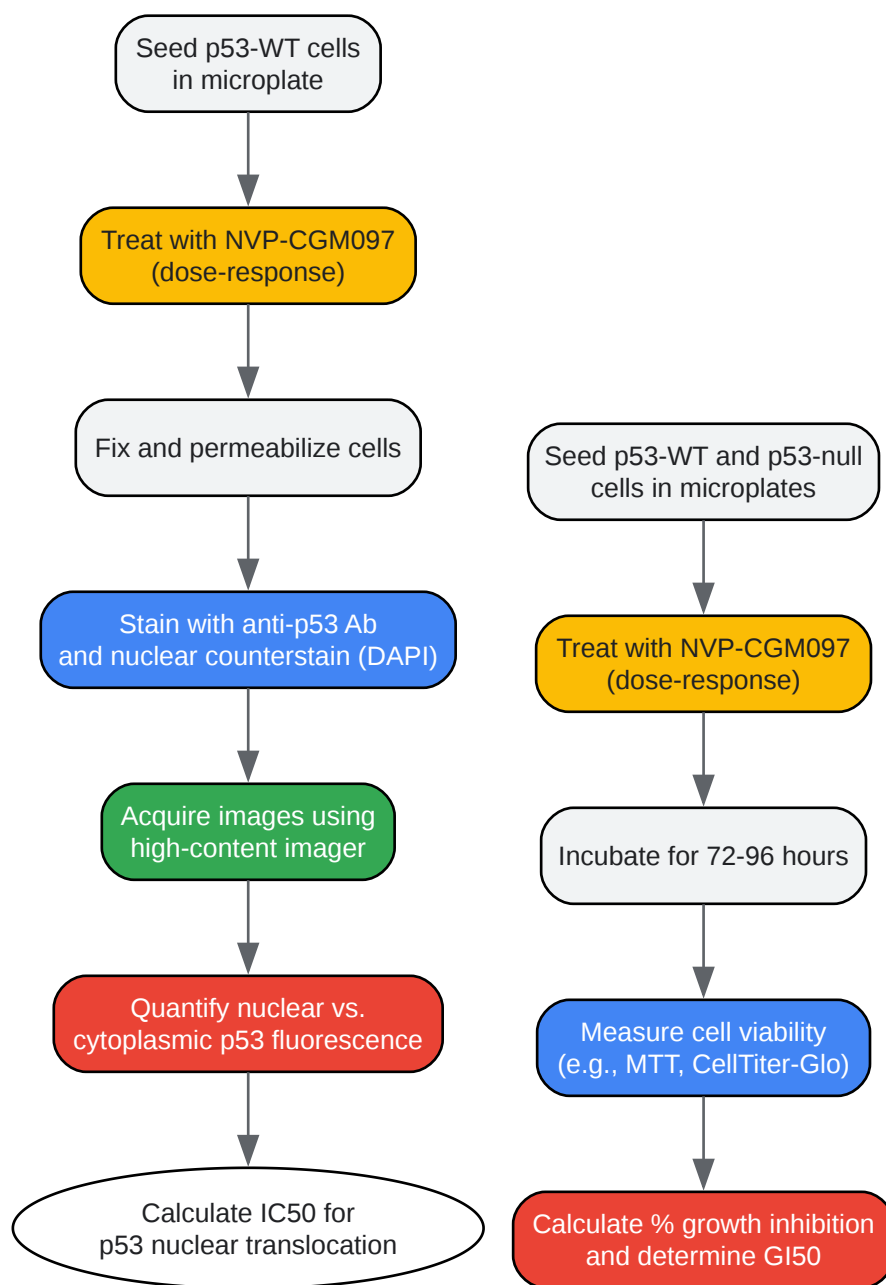 Seed p53-WT cells
in microplate
Treat with NVP-CGM097
(dose-response)
Fix and permeabilize cells
Stain with anti-p53 Ab
and nuclear counterstain (DAPI)
Acquire images using
high-content imager
Quantify nuclear vs.
cytoplasmic p53 fluorescence
Calculate IC50 for
p53 nuclear translocation
Seed p53-WT and p53-null
cells in microplates
Treat with NVP-CGM097
(dose-response)
Incubate for 72-96 hours
Measure cell viability
(e.g., MTT, CellTiter-Glo)
Calculate % growth inhibition
and determine GI50